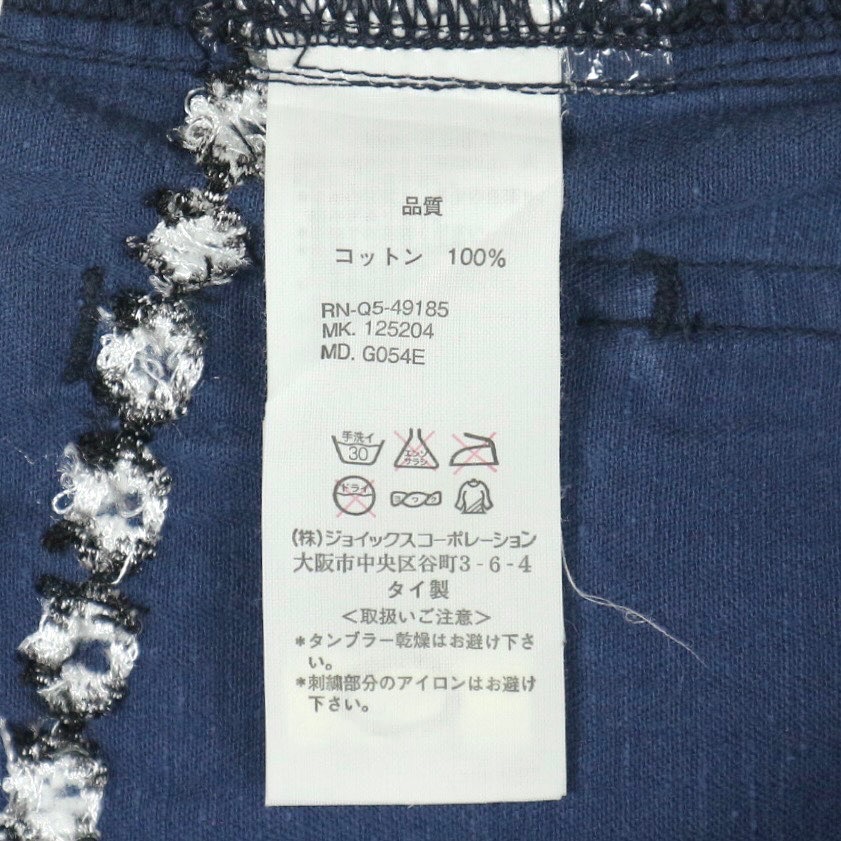 品質
コットン 100%
RN-Q5-49185
MK. 125204
MD. G054E
手洗イ
30
エンソ
サラシ
ドライ
(株)ジョイックスコーポレーション
大阪市中央区谷町3-6-4
タイ製
<取扱いご注意>
*タンブラー乾燥はお避け下さ
い。
*刺繍部分のアイロンはお避け
下さい。